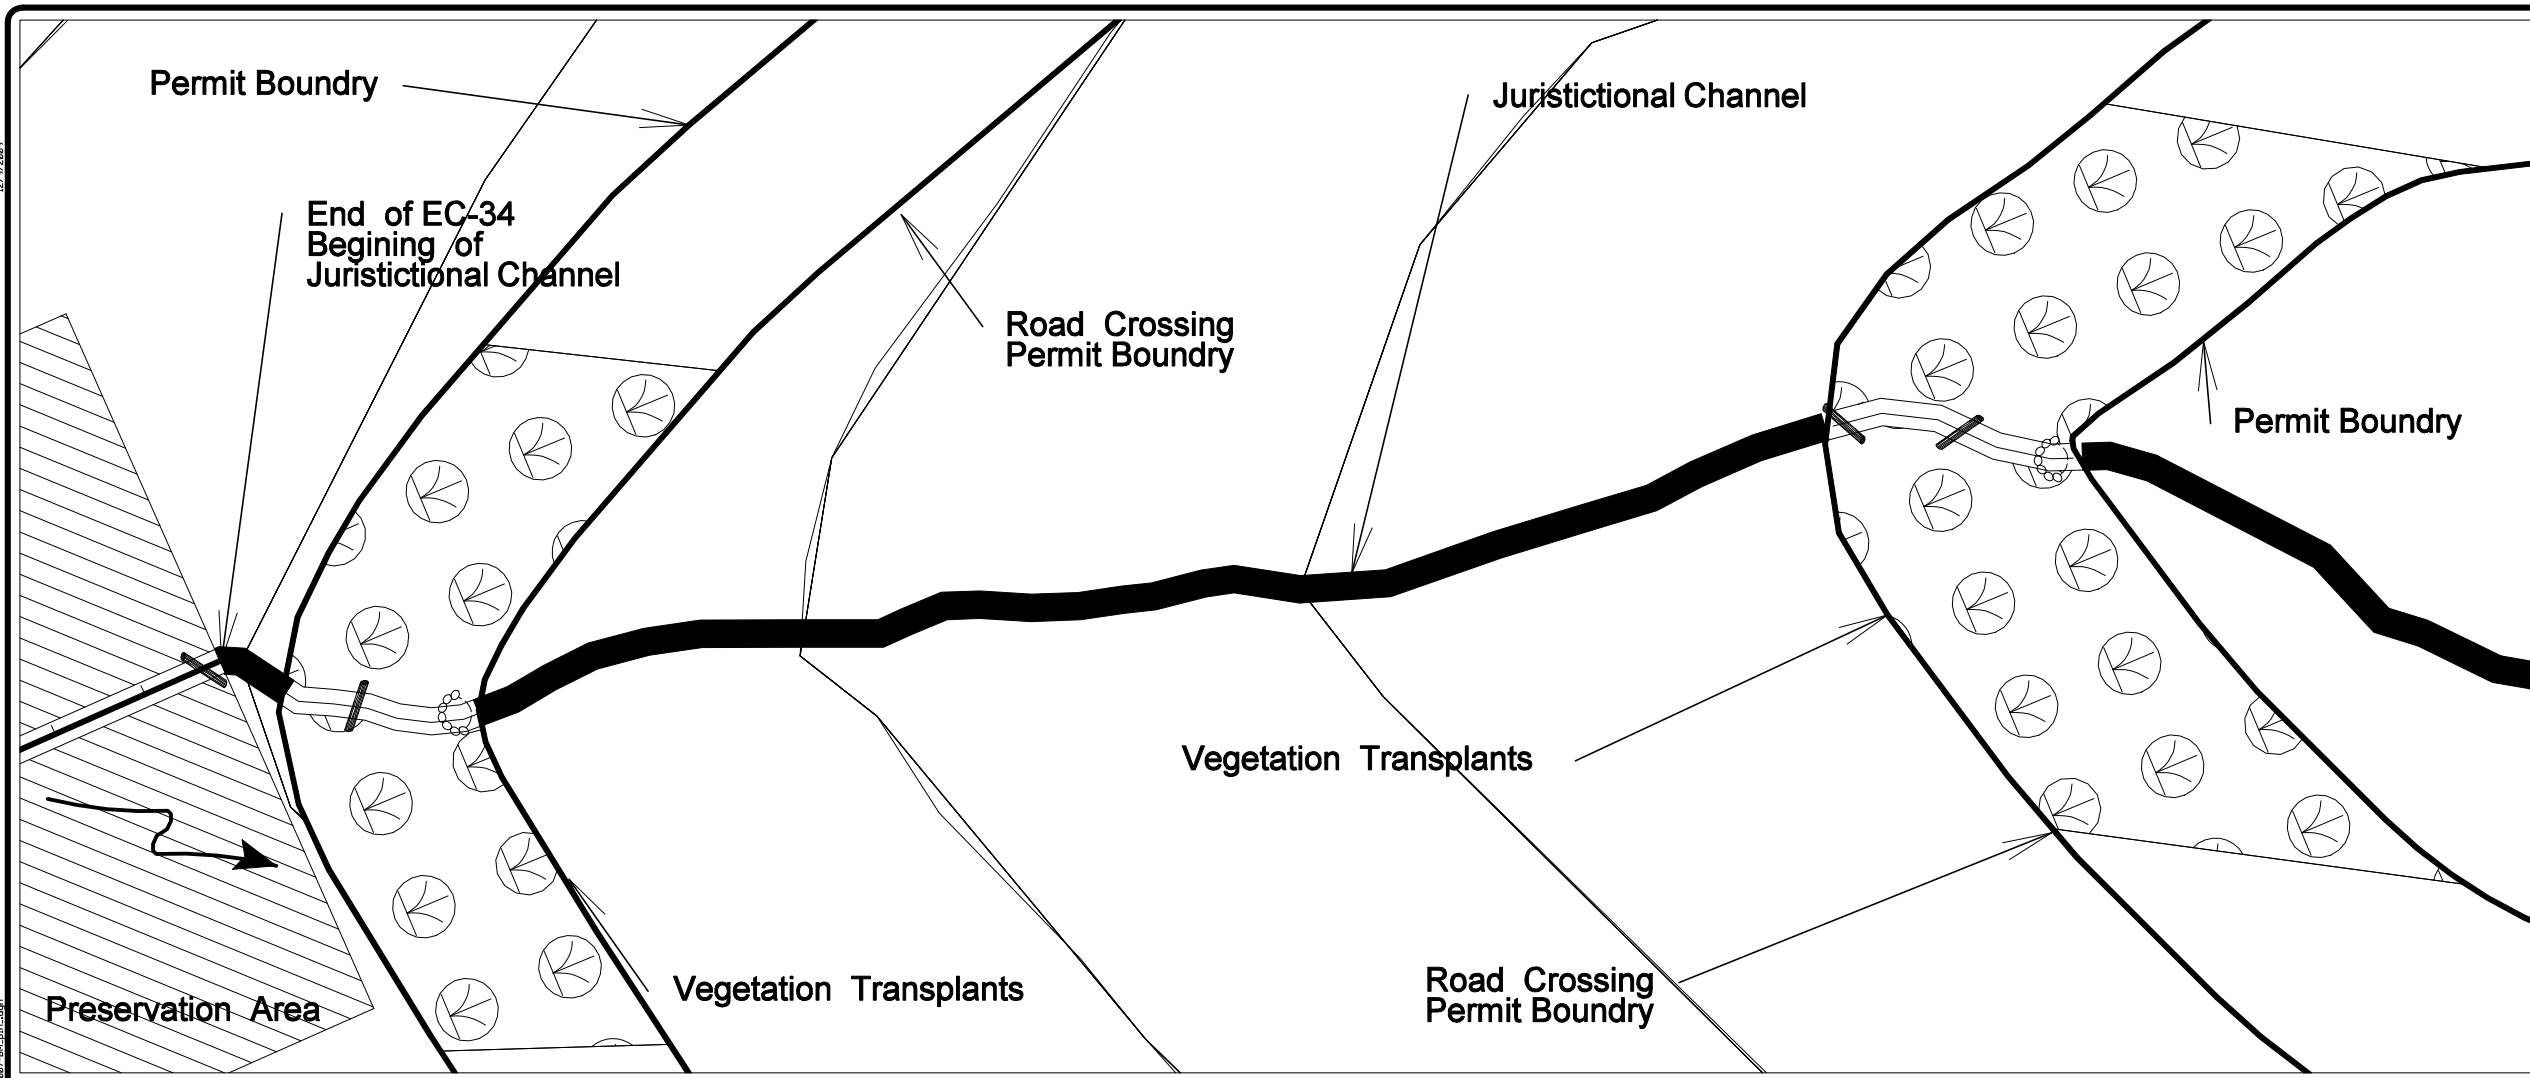 Permit Boundry
Juristictional Channel
End of EC-34
Begining of
Juristictional Channel
Road Crossing
Permit Boundry
Permit Boundry
Vegetation Transplants
Vegetation Transplants
Road Crossing
Permit Boundry
Preservation Area